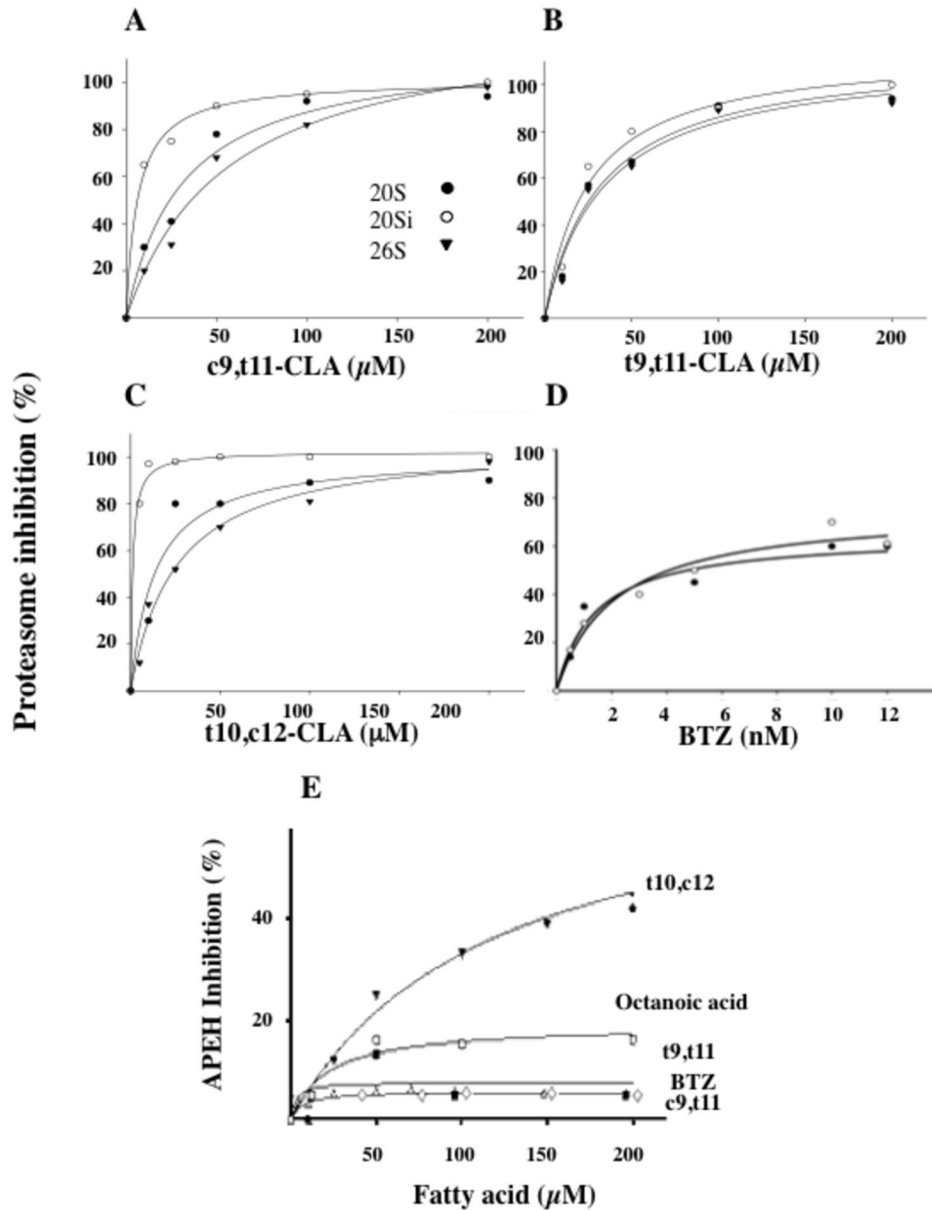 A
B
100
80
60
40
20
20S
20Si
26S
50 100 150 200
c9,t11-CLA (µM)
100
80
60
40
20
50 100 150 200
t9,t11-CLA (µM)
Proteasome inhibition (%)
C
D
100
80
60
40
20
50 100 150 200
t10,c12-CLA (µM)
100
80
60
40
20
2 4 6 8 10 12
BTZ (nM)
E
APEH Inhibition (%)
40
20
t10,c12
Octanoic acid
t9,t11
BTZ
c9,t11
50 100 150 200
Fatty acid (µM)